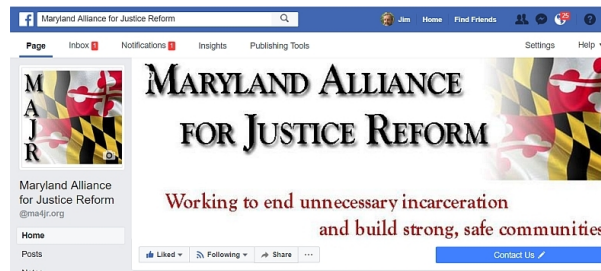 Maryland Alliance for Justice Reform
Jim Home Find Friends 25
Page Inbox 1 Notifications 1 Insights Publishing Tools Settings Help
MAJR
MARYLAND ALLIANCE
FOR JUSTICE REFORM
Working to end unnecessary incarceration
and build strong, safe communities
Maryland Alliance
for Justice Reform
@ma4jr.org
Home
Posts
Liked Following Share ... Contact Us